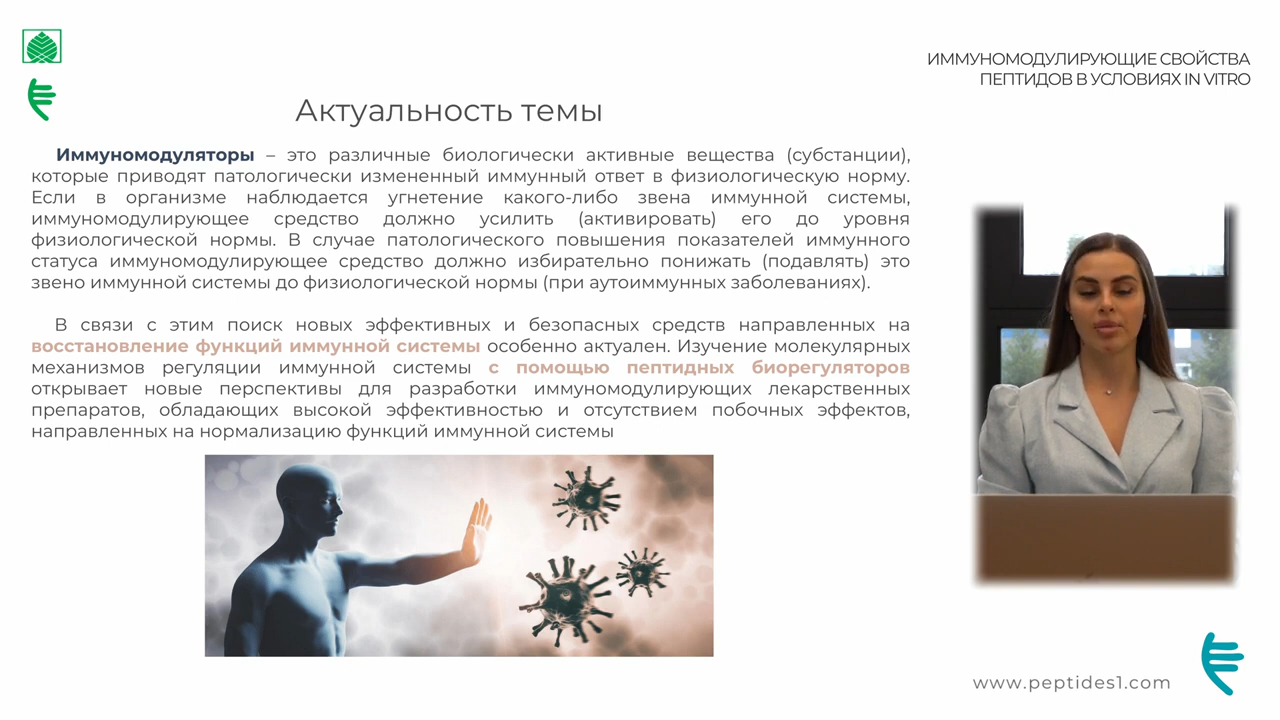 ИММУНОМОДУЛИРУЮЩИЕ СВОЙСТВА
ПЕПТИДОВ В УСЛОВИЯХ IN VITRO
Актуальность темы
Иммуномодуляторы – это различные биологически активные вещества (субстанции),
которые приводят патологически измененный иммунный ответ в физиологическую норму.
Если в организме наблюдается угнетение какого-либо звена иммунной системы,
иммуномодулирующее средство должно усилить (активировать) его до уровня
физиологической нормы. В случае патологического повышения показателей иммунного
статуса иммуномодулирующее средство должно избирательно понижать (подавлять) это
звено иммунной системы до физиологической нормы (при аутоиммунных заболеваниях).
В связи с этим поиск новых эффективных и безопасных средств направленных на
восстановление функций иммунной системы особенно актуален. Изучение молекулярных
механизмов регуляции иммунной системы с помощью пептидных биорегуляторов
открывает новые перспективы для разработки иммуномодулирующих лекарственных
препаратов, обладающих высокой эффективностью и отсутствием побочных эффектов,
направленных на нормализацию функций иммунной системы
www.peptides1.com